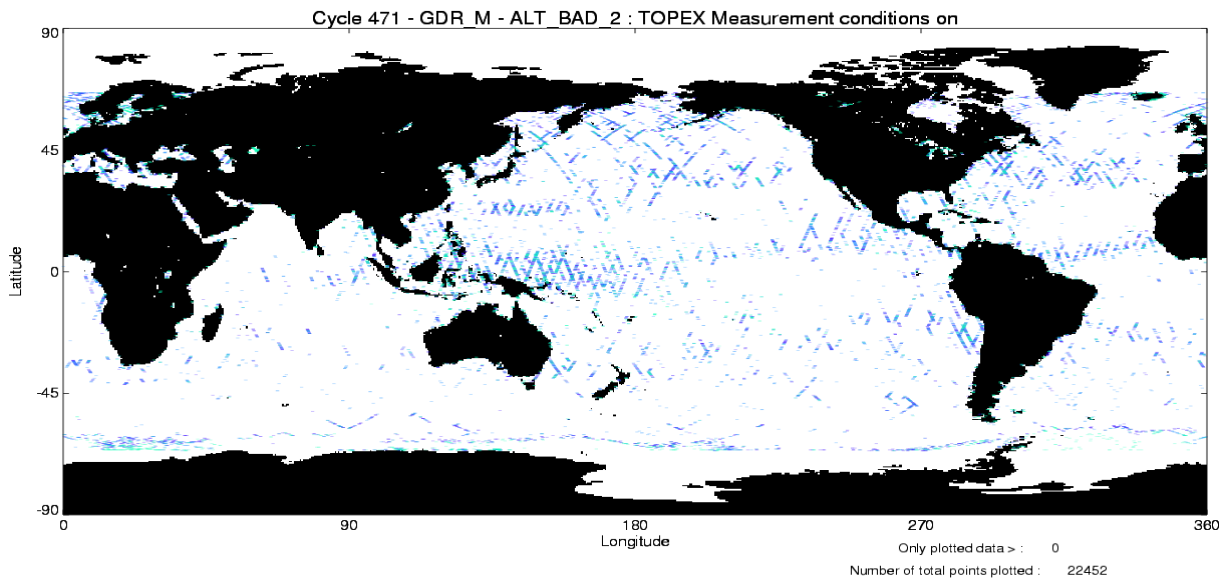 Cycle 471 - GDR_M - ALT_BAD_2 : TOPEX Measurement conditions on
90
45
0
-45
-90
Latitude
0 90 180 270 360
Longitude
Only plotted data > : 0
Number of total points plotted : 22452